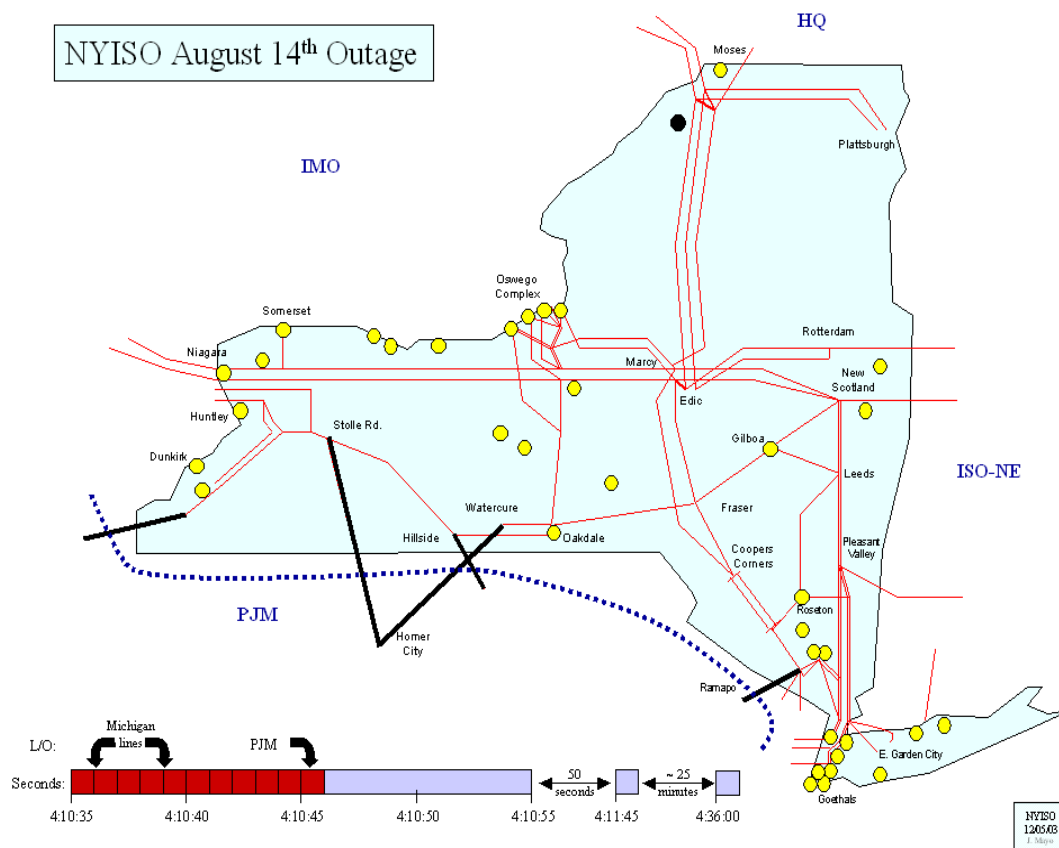 HQ
NYISO August 14th Outage
Moses
Plattsburgh
IMO
Oswego
Complex
Somerset
Rotterdam
Niagara
Marcy
New
Scotland
Edic
Huntley
Stolle Rd.
Gilboa
Dunkirk
Leeds
ISO-NE
Watercure
Fraser
Hillside
Oakdale
Pleasant
Valley
Coopers
Corners
PJM
Roseton
Homer
City
Ramapo
Michigan
lines
PJM
L/O:
E. Garden City
50
seconds
~ 25
minutes
Seconds:
Goethals
4:10:35
4:10:40
4:10:45
4:10:50
4:10:55
4:11:45
4:36:00
NYISO
12/05/03
J. Mayo